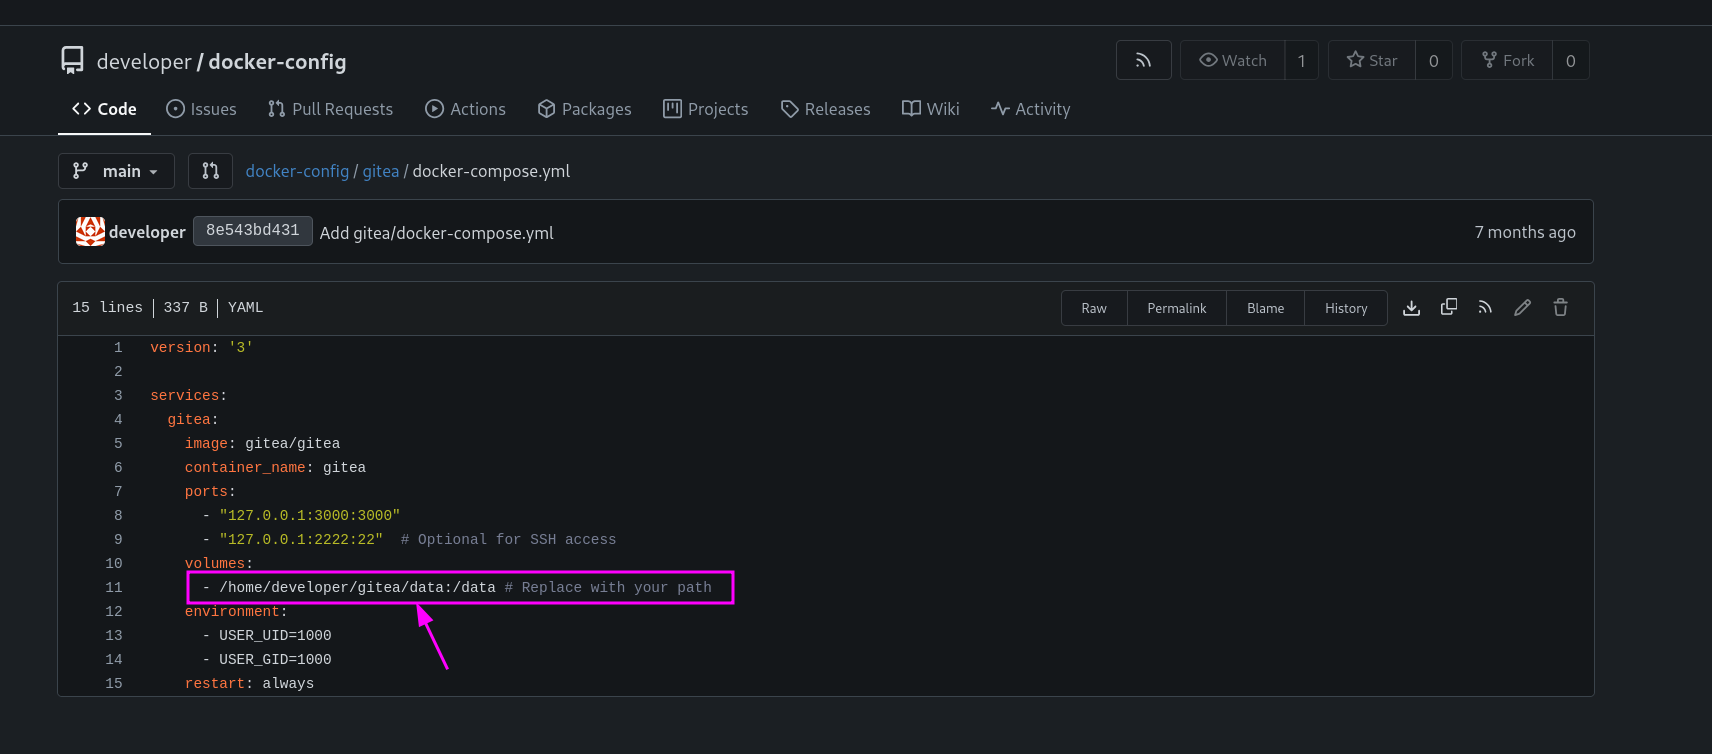 developer / docker-config
Watch 1 Star 0 Fork 0
Code Issues Pull Requests Actions Packages Projects Releases Wiki Activity
main docker-config / gitea / docker-compose.yml
developer 8e543bd431 Add gitea/docker-compose.yml 7 months ago
15 lines 337 B YAML Raw Permalink Blame History
1 version: '3'
2
3 services:
4   gitea:
5     image: gitea/gitea
6     container_name: gitea
7     ports:
8       - "127.0.0.1:3000:3000"
9       - "127.0.0.1:2222:22"  # Optional for SSH access
10     volumes:
11       - /home/developer/gitea/data:/data # Replace with your path
12     environment:
13       - USER_UID=1000
14       - USER_GID=1000
15     restart: always